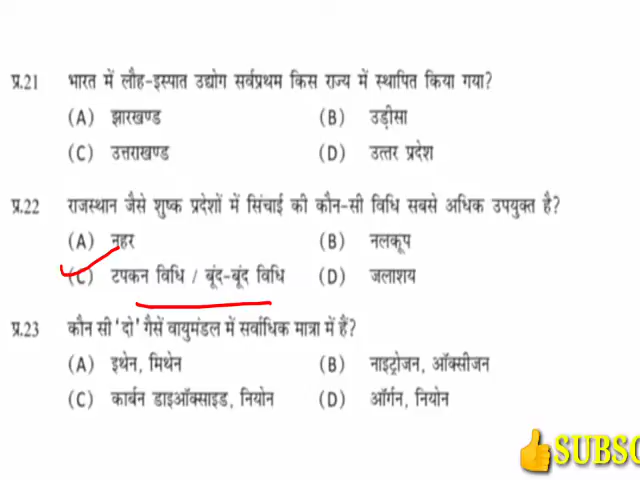 प्र.21 भारत में लौह-इस्पात उद्योग सर्वप्रथम किस राज्य में स्थापित किया गया?
(A) झारखण्ड (B) उड़ीसा
(C) उत्तराखण्ड (D) उत्तर प्रदेश
प्र.22 राजस्थान जैसे शुष्क प्रदेशों में सिंचाई की कौन-सी विधि सबसे अधिक उपयुक्त है?
(A) नहर (B) नलकूप
(C) टपकन विधि / बूंद-बूंद विधि (D) जलाशय
प्र.23 कौन सी 'दो' गैसें वायुमंडल में सर्वाधिक मात्रा में हैं?
(A) इथेन, मिथेन (B) नाइट्रोजन, ऑक्सीजन
(C) कार्बन डाइऑक्साइड, नियोन (D) ऑर्गन, नियोन
SUBSC